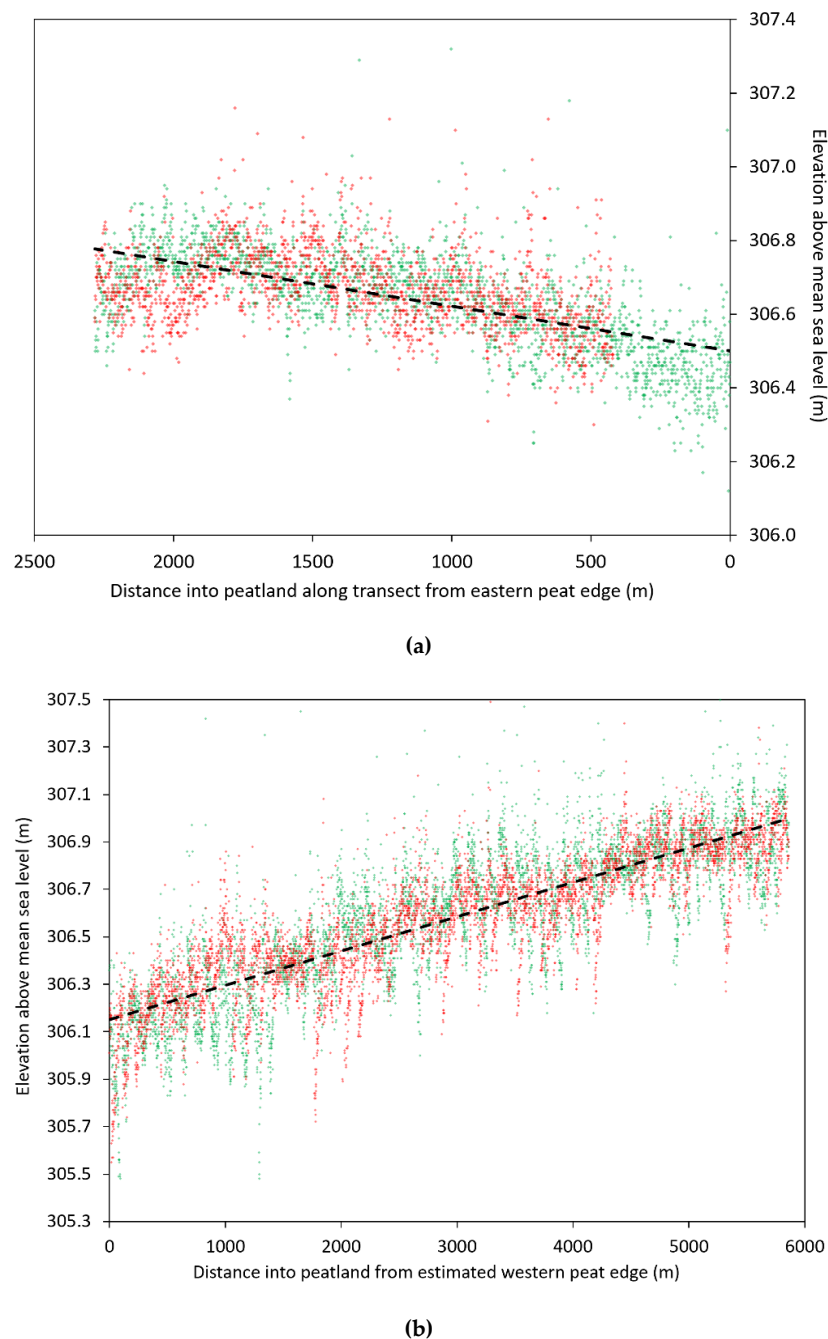 307.4
307.2
307.0
306.8
306.6
306.4
306.2
306.0
Elevation above mean sea level (m)
2500 2000 1500 1000 500 0
Distance into peatland along transect from eastern peat edge (m)
(a)
307.5
307.3
307.1
306.9
306.7
306.5
306.3
306.1
305.9
305.7
305.5
305.3
Elevation above mean sea level (m)
0 1000 2000 3000 4000 5000 6000
Distance into peatland from estimated western peat edge (m)
(b)